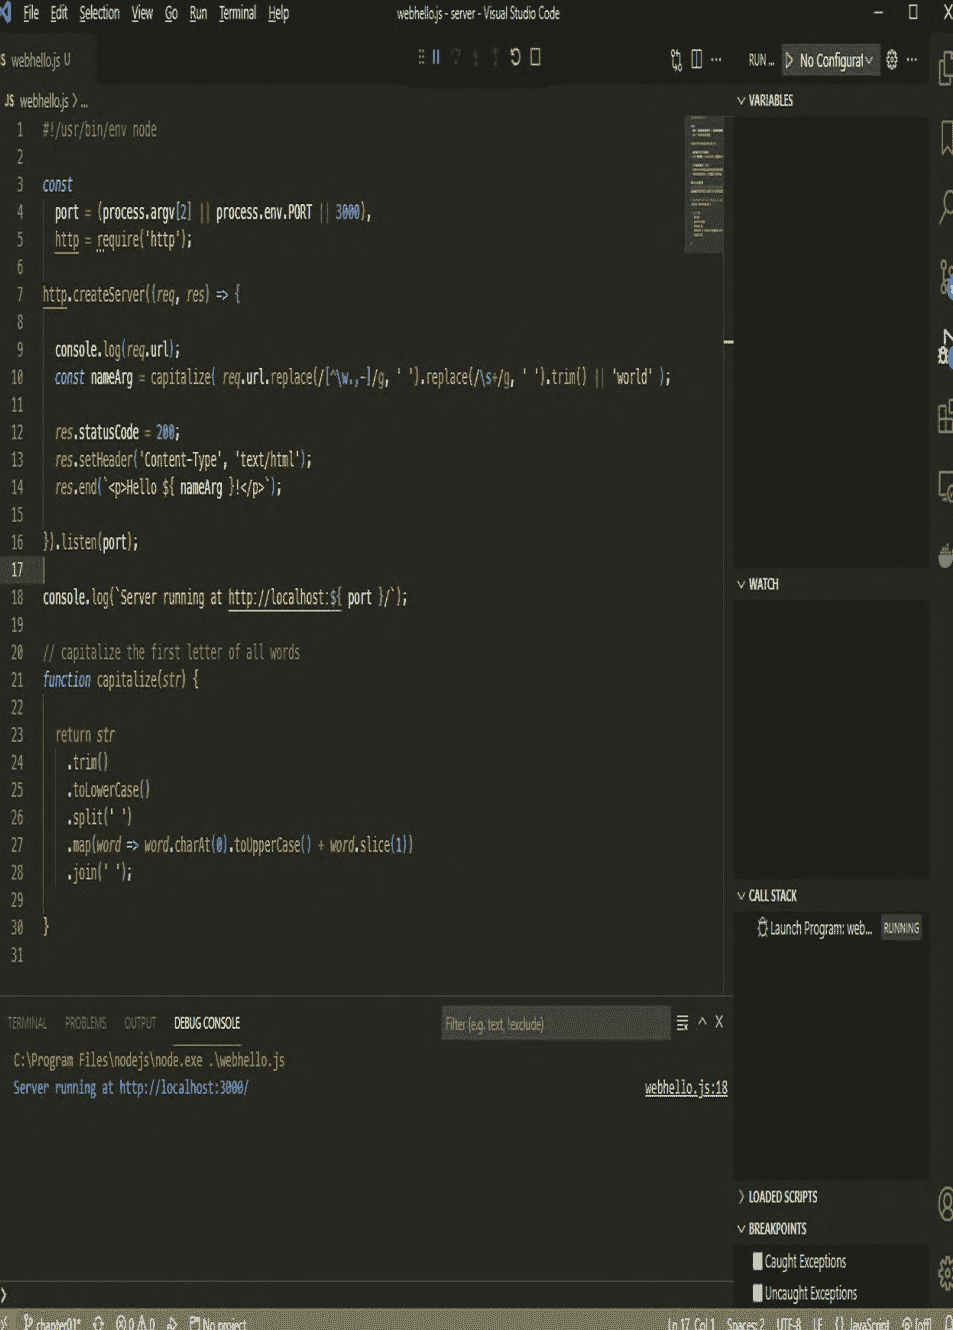 File Edit Selection View Go Run Terminal Help webhello.js - server - Visual Studio Code
webhello.js U
RUN ... No Configural
JS webhello.js > ...
VARIABLES
1 #!/usr/bin/env node
2
3 const
4 port = (process.argv[2] || process.env.PORT || 3000),
5 http = require('http');
6
7 http.createServer((req, res) => {
8
9 console.log(req.url);
10 const nameArg = capitalize( req.url.replace(/[^\w.,-]/g, ' ').replace(/\s+/g, ' ').trim() || 'world' );
11
12 res.statusCode = 200;
13 res.setHeader('Content-Type', 'text/html');
14 res.end(`<p>Hello ${ nameArg }!</p>`);
15
16 }).listen(port);
17
18 console.log(`Server running at http://localhost:${ port }/`);
19
20 // capitalize the first letter of all words
21 function capitalize(str) {
22
23 return str
24 .trim()
25 .toLowerCase()
26 .split(' ')
27 .map(word => word.charAt(0).toUpperCase() + word.slice(1))
28 .join(' ');
29
30 }
31
WATCH
CALL STACK
Launch Program: web... RUNNING
TERMINAL PROBLEMS OUTPUT DEBUG CONSOLE Filter (e.g. text, !exclude)
C:\Program Files\nodejs\node.exe .\webhello.js
Server running at http://localhost:3000/ webhello.js:18
LOADED SCRIPTS
BREAKPOINTS
Caught Exceptions
Uncaught Exceptions
chapter01* 0 0 No project Ln 17, Col 1 Spaces: 2 UTF-8 LF {} JavaScript [off]